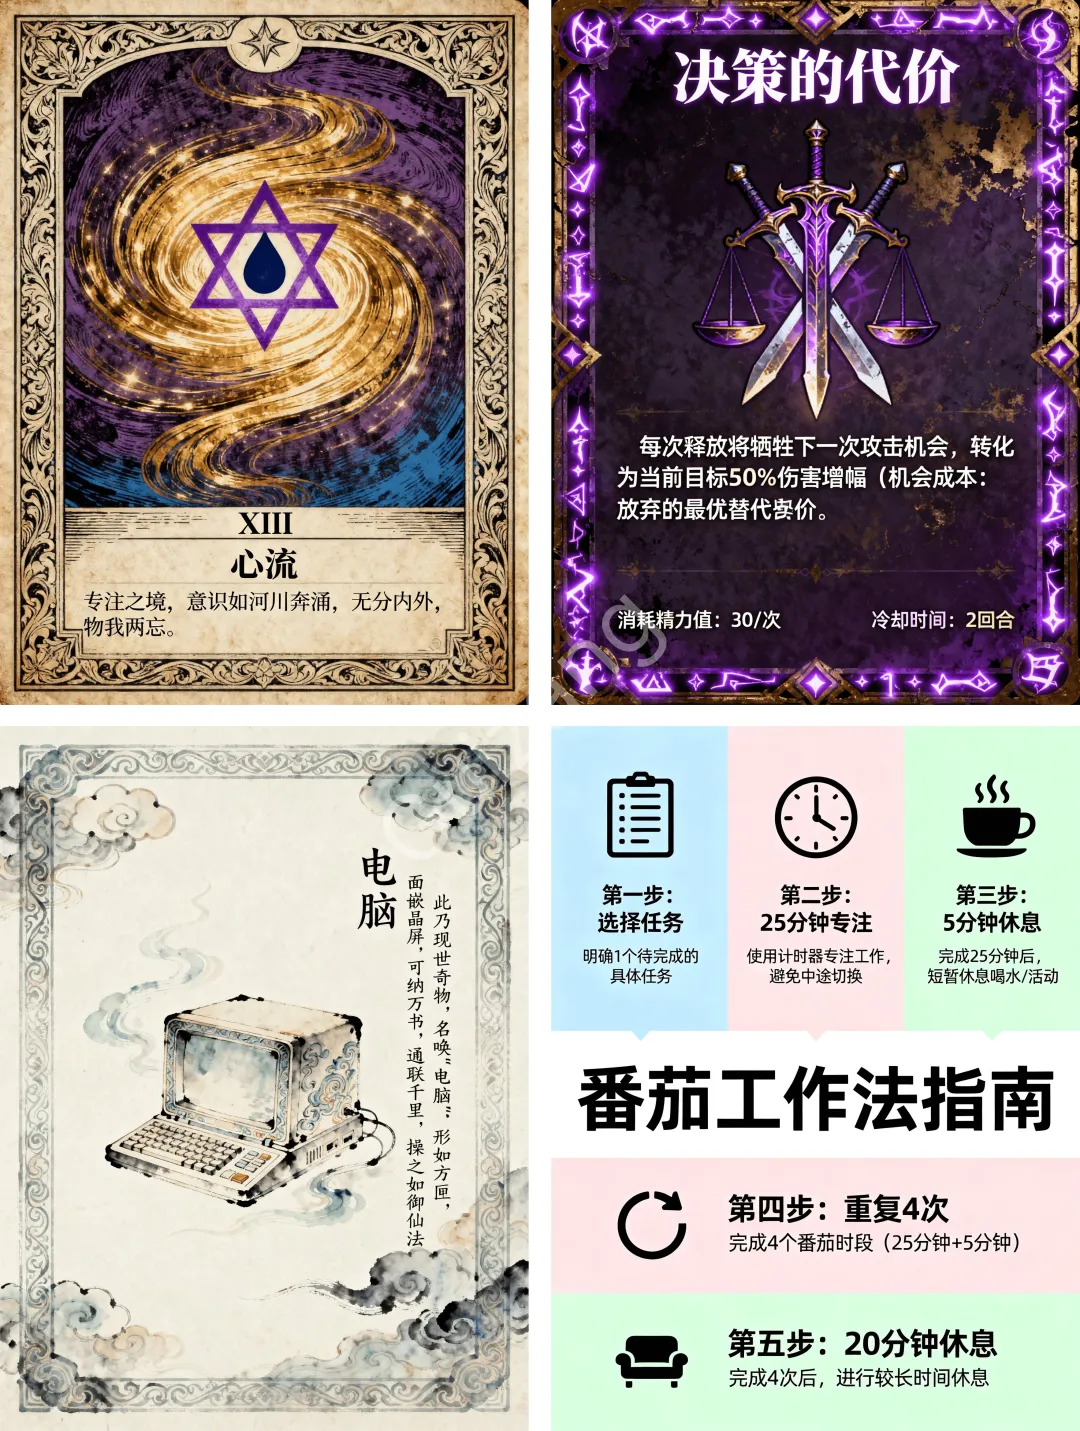 XIII
心流
专注之境，意识如河川奔涌，无分内外，
物我两忘。
决策的代价
每次释放将牺牲下一次攻击机会，转化
为当前目标50%伤害增幅（机会成本：
放弃的最优替代价。
消耗精力值：30/次
冷却时间：2回合
电脑
此乃现世奇物，名唤"电脑"，形如方匣，
面嵌晶屏，可纳万书，通联千里，操之如御仙法
第一步：
选择任务
明确1个待完成的
具体任务
第二步：
25分钟专注
使用计时器专注工作，
避免中途切换
第三步：
5分钟休息
完成25分钟后，
短暂休息喝水/活动
番茄工作法指南
第四步：重复4次
完成4个番茄时段（25分钟+5分钟）
第五步：20分钟休息
完成4次后，进行较长时间休息